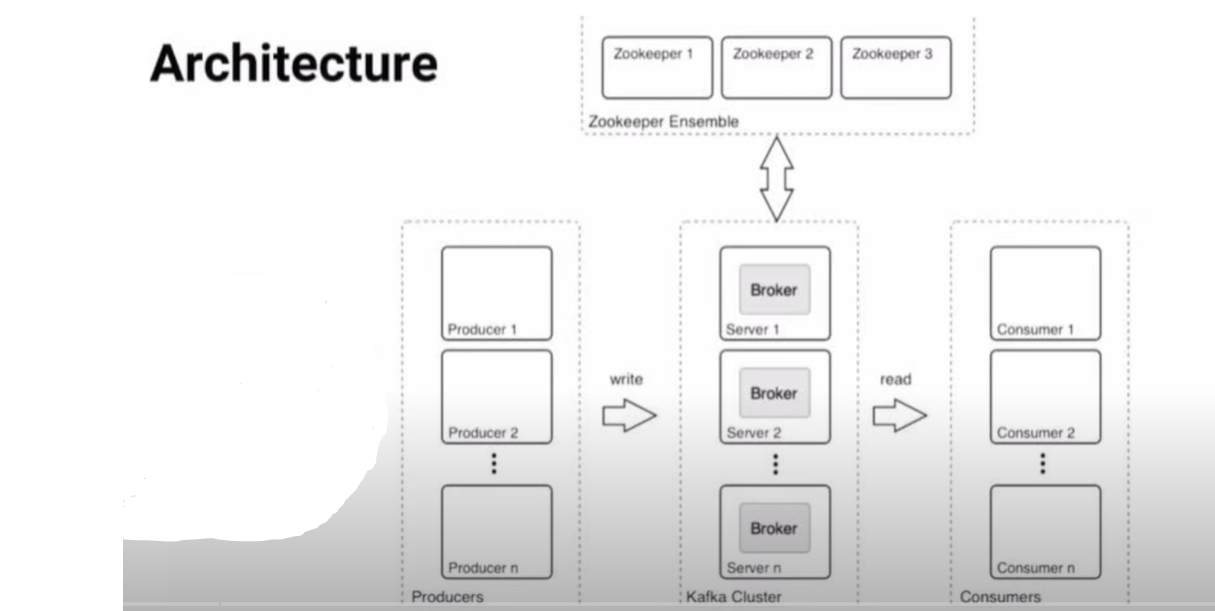 Architecture
Zookeeper 1
Zookeeper 2
Zookeeper 3
Zookeeper Ensemble
Producer 1
Producer 2
Producer n
Producers
write
Broker
Server 1
Broker
Server 2
Broker
Server n
Kafka Cluster
read
Consumer 1
Consumer 2
Consumer n
Consumers